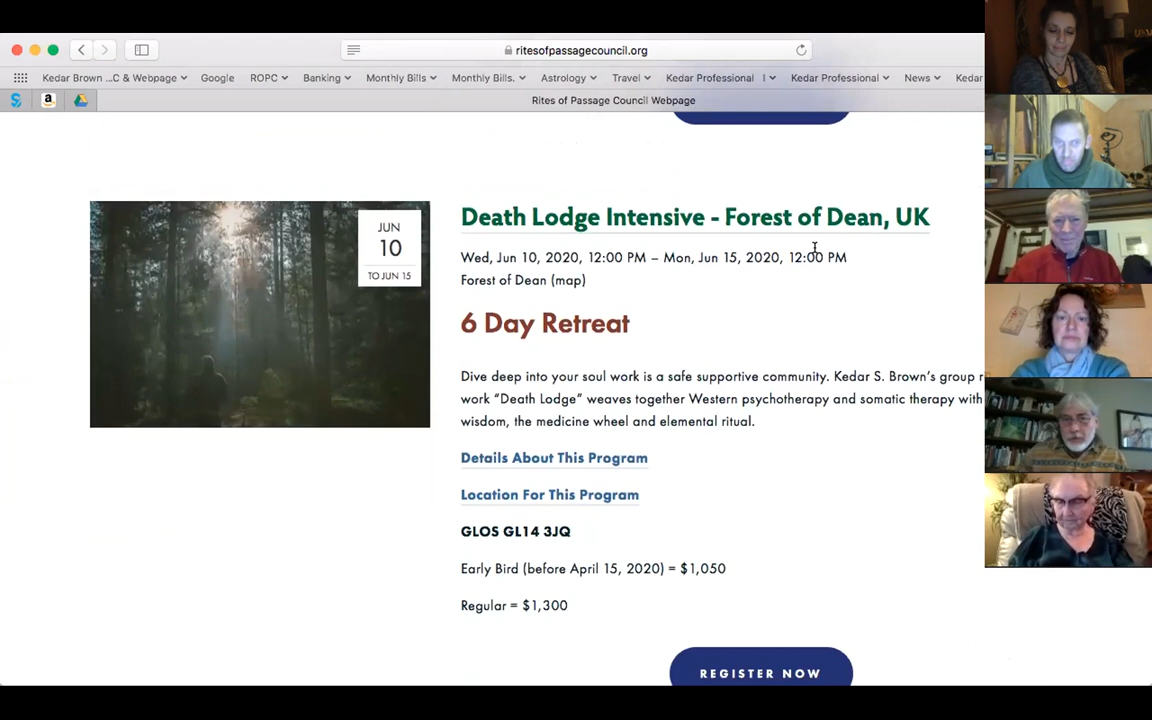 ritesofpassagecouncil.org
Kedar Brown ...C & Webpage Google ROPC Banking Monthly Bills Monthly Bills. Astrology Travel Kedar Professional Kedar Professional News Kedar
Rites of Passage Council Webpage
JUN
10
TO JUN 15
Death Lodge Intensive - Forest of Dean, UK
Wed, Jun 10, 2020, 12:00 PM – Mon, Jun 15, 2020, 12:00 PM
Forest of Dean (map)
6 Day Retreat
Dive deep into your soul work is a safe supportive community. Kedar S. Brown's group
work “Death Lodge” weaves together Western psychotherapy and somatic therapy with
wisdom, the medicine wheel and elemental ritual.
Details About This Program
Location For This Program
GLOS GL14 3JQ
Early Bird (before April 15, 2020) = $1,050
Regular = $1,300
REGISTER NOW